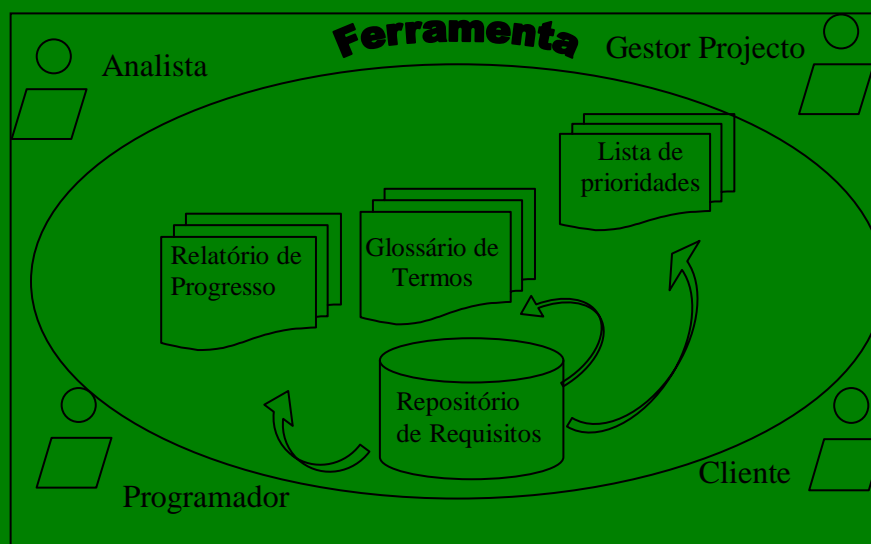 Ferramenta
Analista
Gestor Projecto
Lista de
prioridades
Relatório de
Progresso
Glossário de
Termos
Repositório
de Requisitos
Programador
Cliente